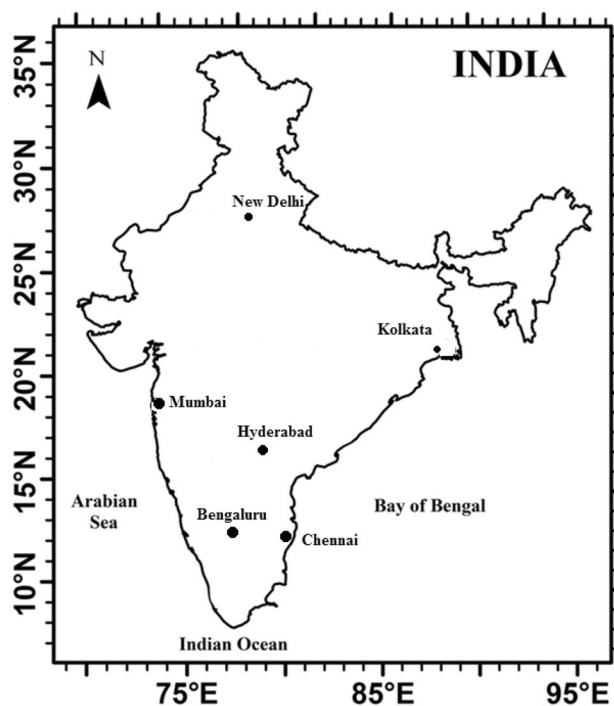 INDIA
N
35°N
30°N
25°N
20°N
15°N
10°N
New Delhi
Kolkata
Mumbai
Hyderabad
Arabian
Sea
Bengaluru
Bay of Bengal
Chennai
Indian Ocean
75°E
85°E
95°E